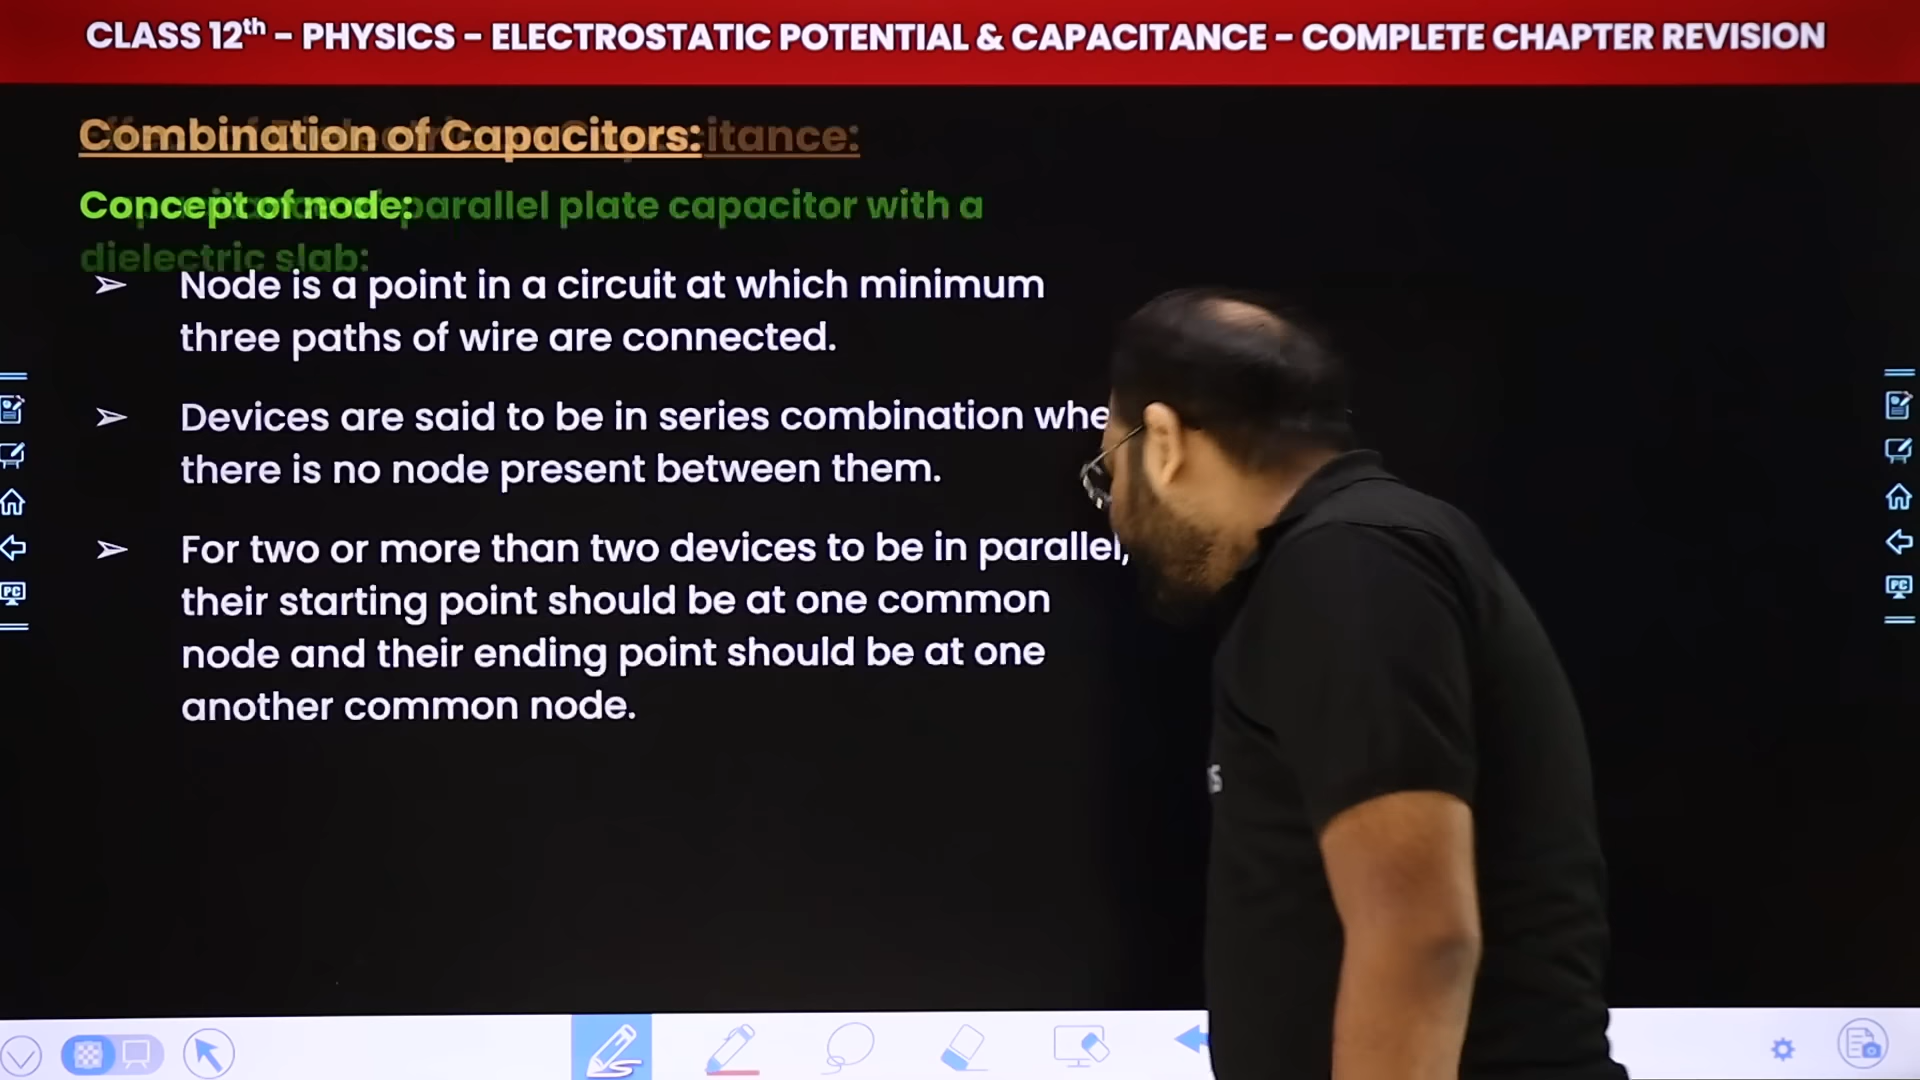 CLASS 12th - PHYSICS - ELECTROSTATIC POTENTIAL & CAPACITANCE - COMPLETE CHAPTER REVISION
Combination of Capacitors: itance:
Concept of node: parallel plate capacitor with a
dielectric slab:
➢ Node is a point in a circuit at which minimum
three paths of wire are connected.
➢ Devices are said to be in series combination whe
there is no node present between them.
➢ For two or more than two devices to be in parallel,
their starting point should be at one common
node and their ending point should be at one
another common node.
PC
PC
S